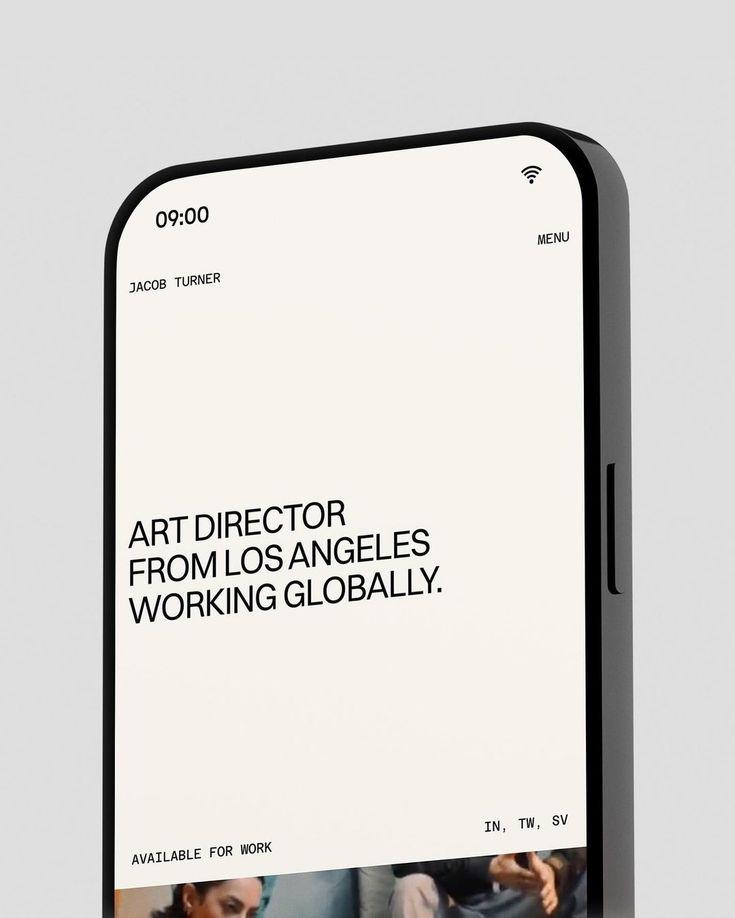 09:00
MENU
JACOB TURNER
ART DIRECTOR
FROM LOS ANGELES
WORKING GLOBALLY.
IN, TW, SV
AVAILABLE FOR WORK